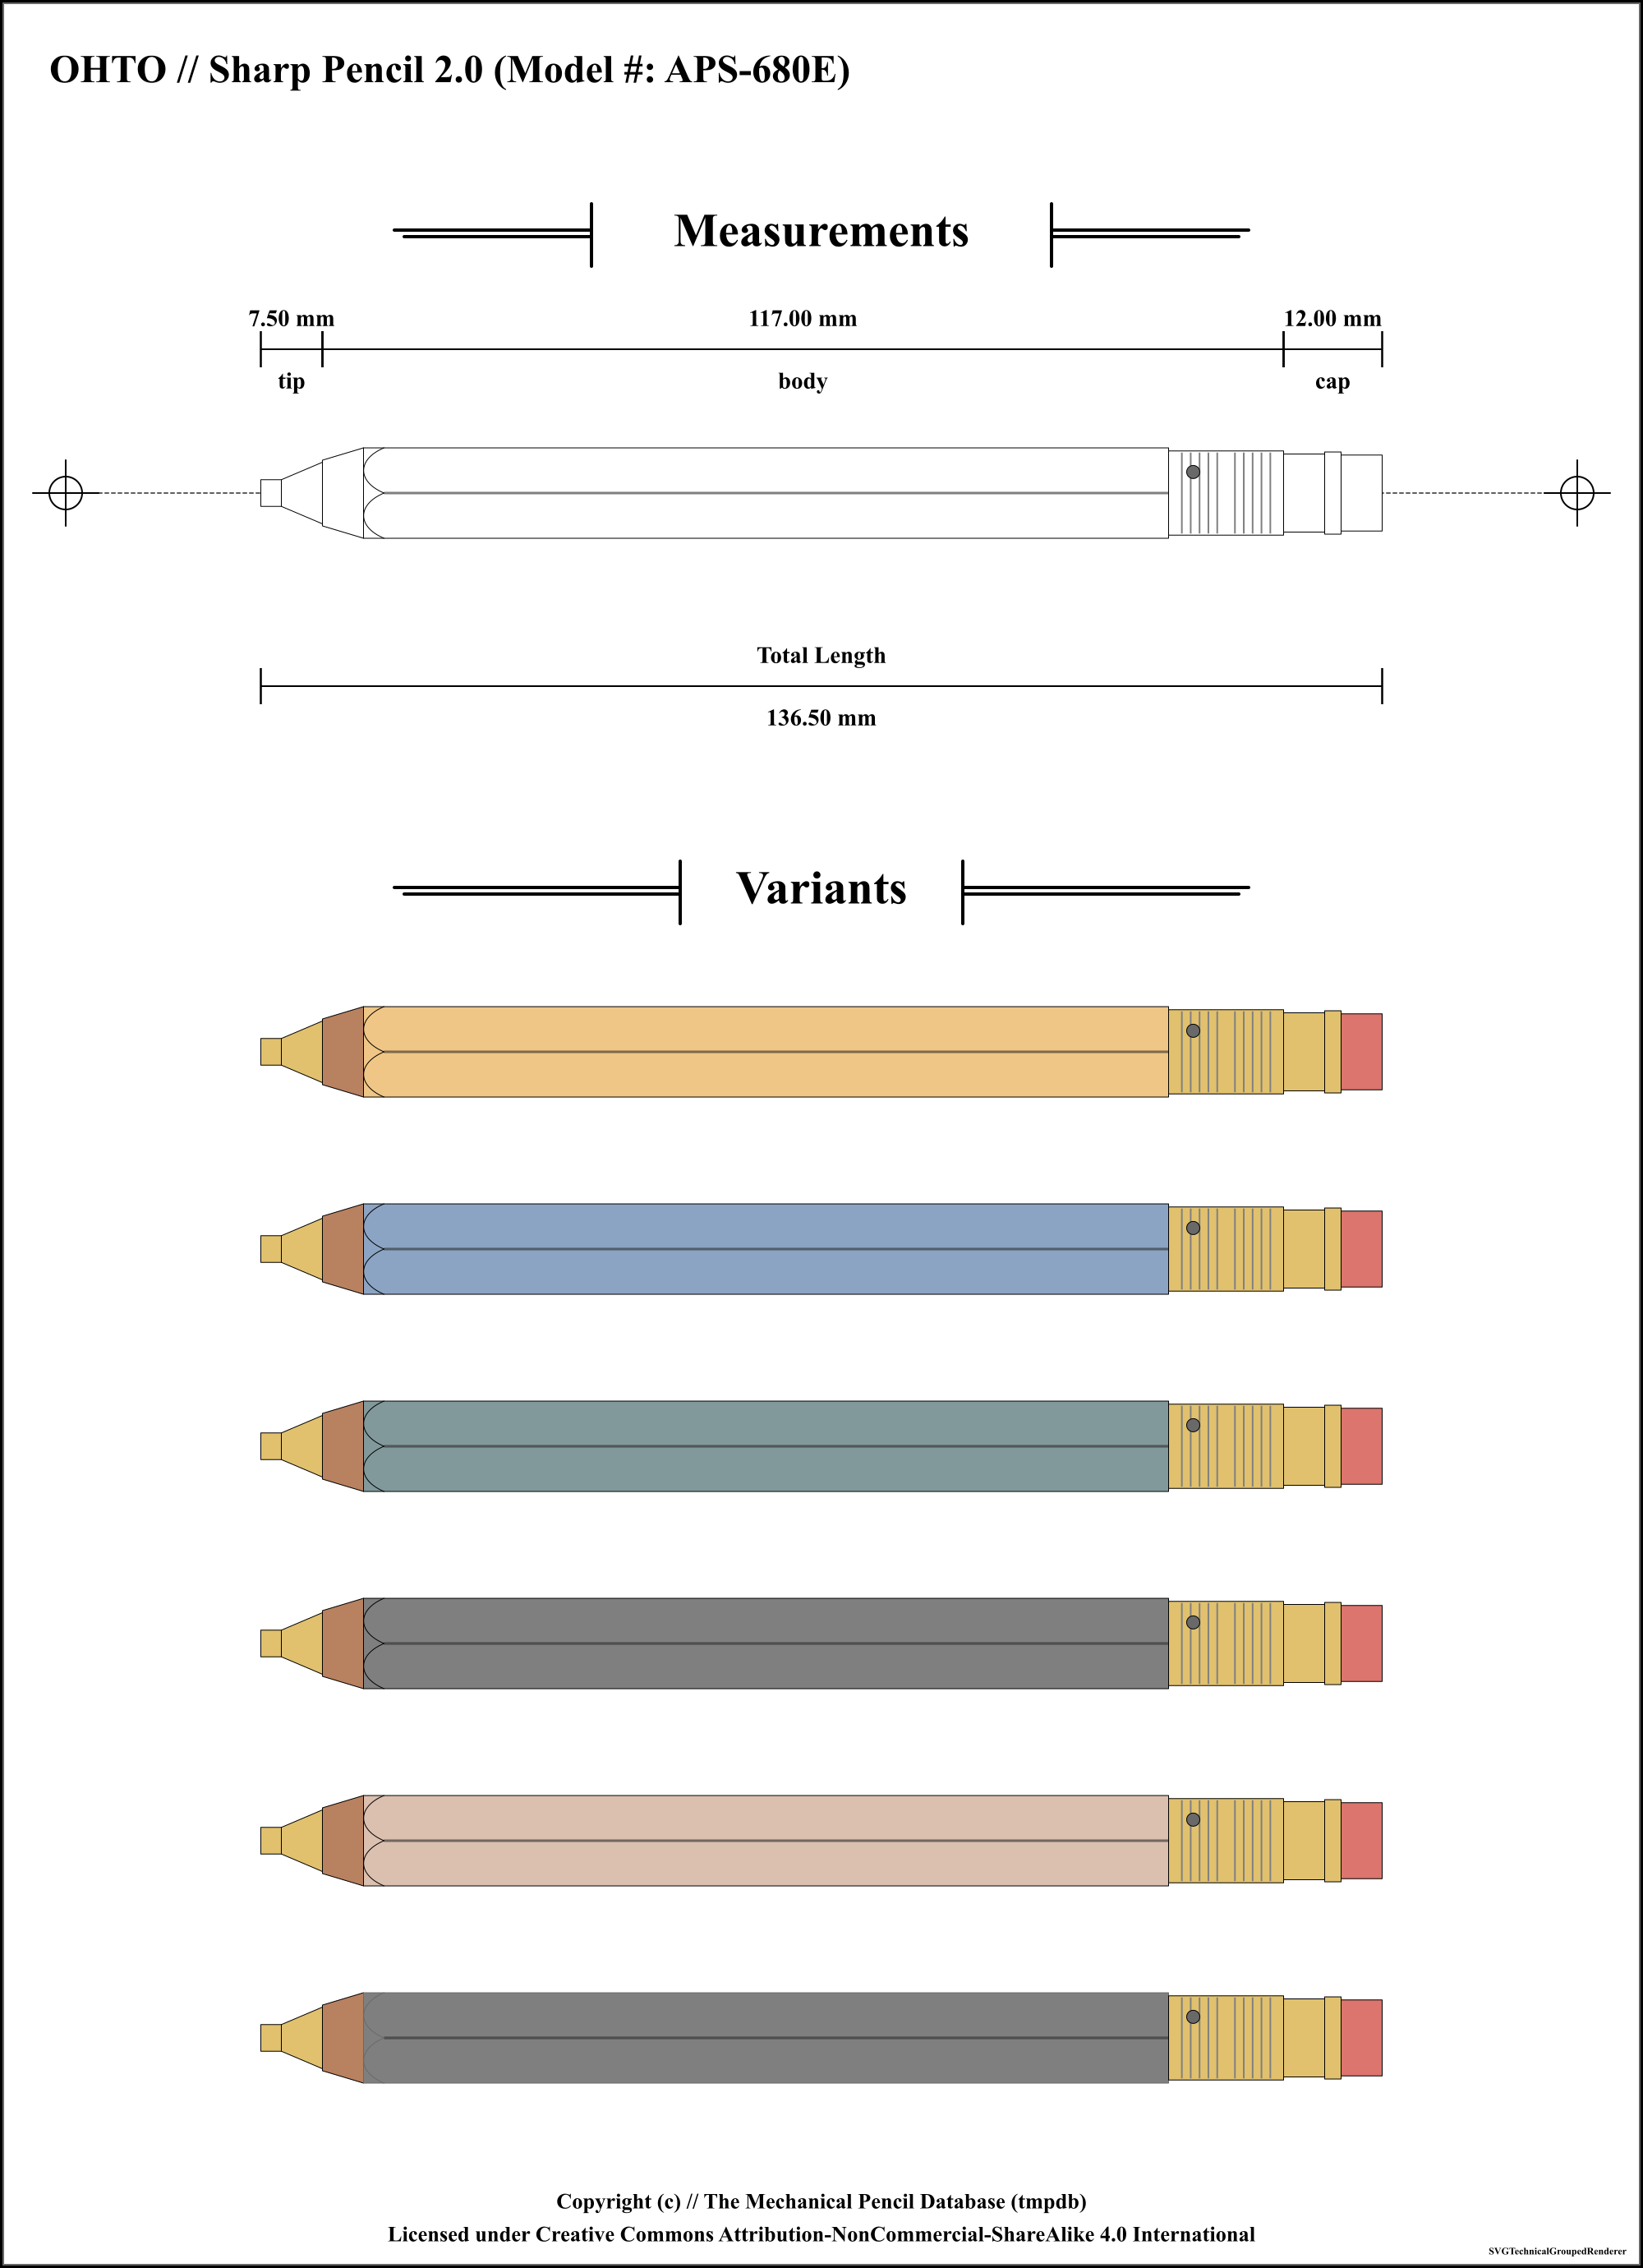 OHTO // Sharp Pencil 2.0 (Model #: APS-680E)
Measurements
7.50 mm
117.00 mm
12.00 mm
tip
body
cap
Total Length
136.50 mm
Variants
Copyright (c) // The Mechanical Pencil Database (tmpdb)
Licensed under Creative Commons Attribution-NonCommercial-ShareAlike 4.0 International
SVGTechnicalGroupedRenderer